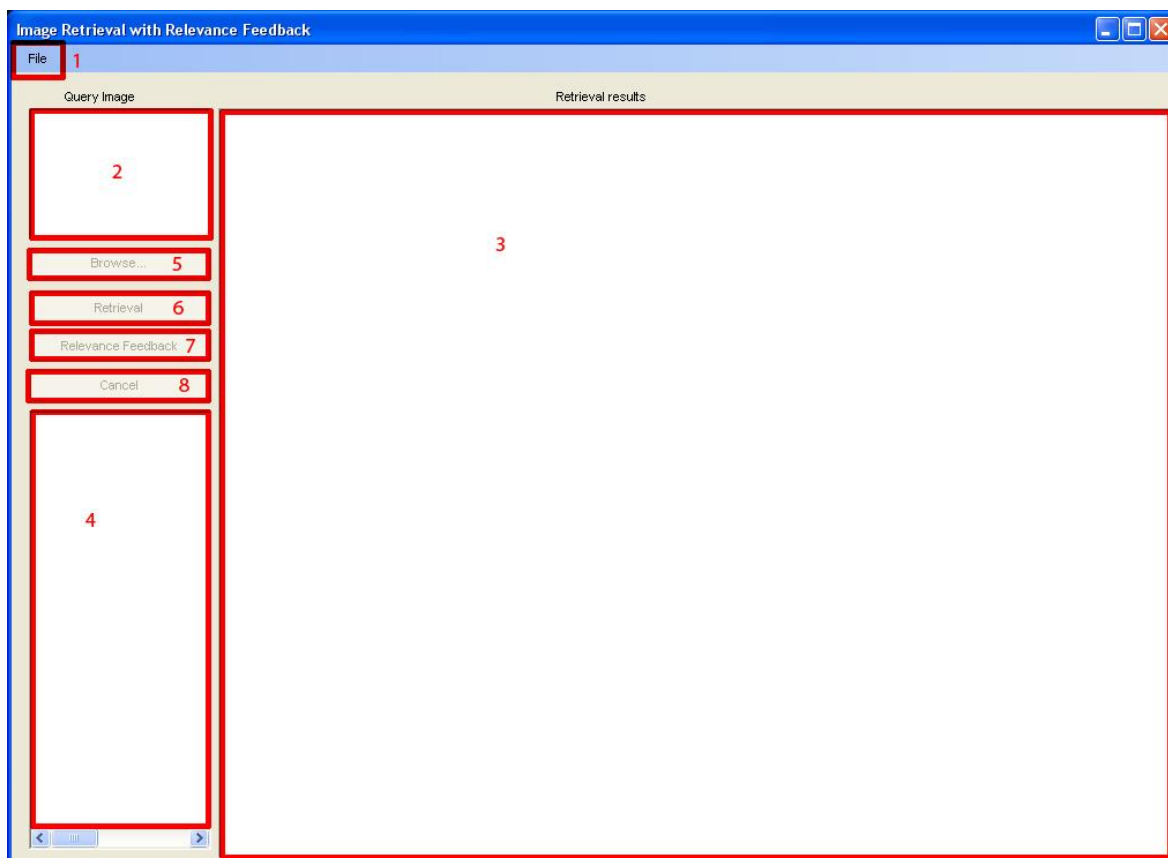 Image Retrieval with Relevance Feedback
File 1
Query Image Retrieval results
2
3
Browse... 5
Retrieval 6
Relevance Feedback 7
Cancel 8
4